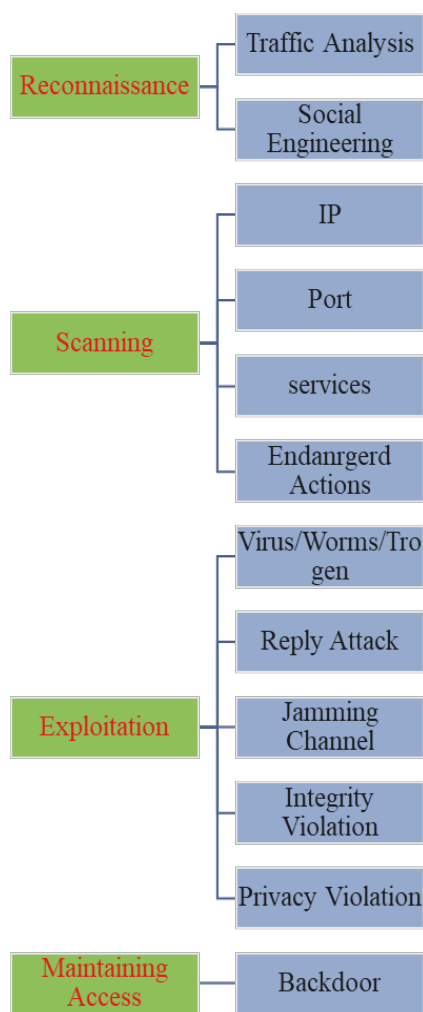 Reconnaissance
Traffic Analysis
Social
Engineering
Scanning
IP
Port
services
Endanrgerd
Actions
Exploitation
Virus/Worms/Tro
gen
Reply Attack
Jamming
Channel
Integrity
Violation
Privacy Violation
Maintaining
Access
Backdoor